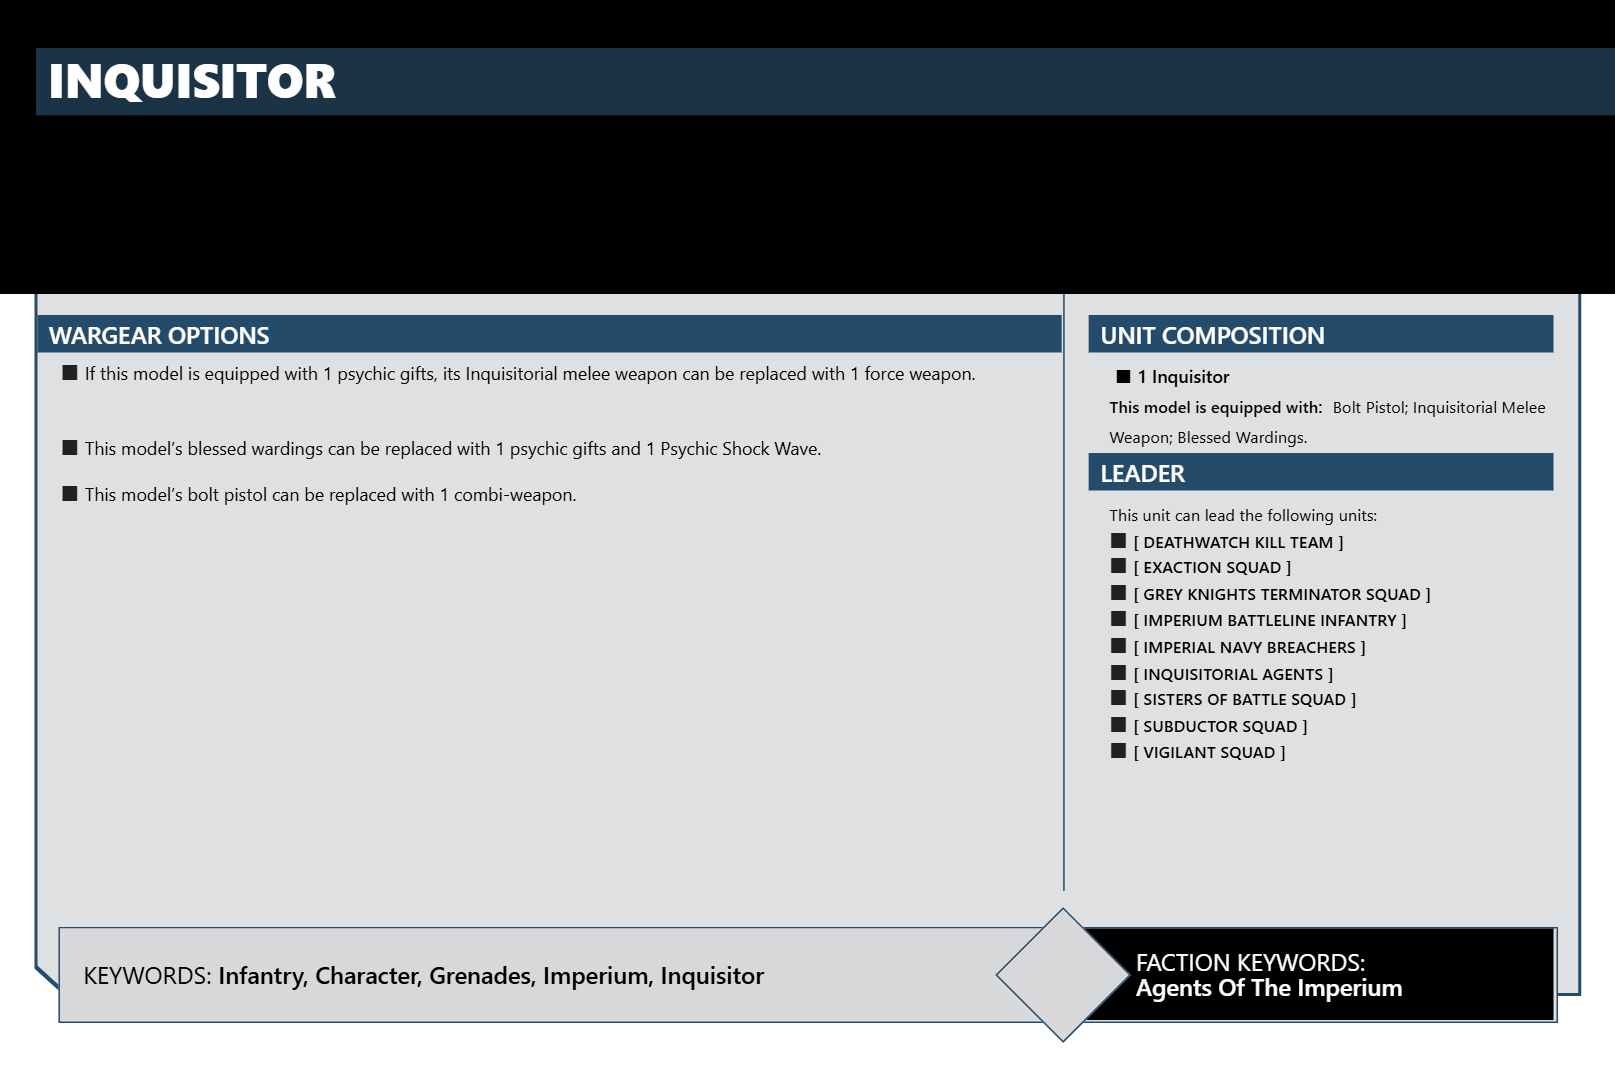 INQUISITOR
WARGEAR OPTIONS
■ If this model is equipped with 1 psychic gifts, its Inquisitorial melee weapon can be replaced with 1 force weapon.
■ This model’s blessed wardings can be replaced with 1 psychic gifts and 1 Psychic Shock Wave.
■ This model’s bolt pistol can be replaced with 1 combi-weapon.
UNIT COMPOSITION
■ 1 Inquisitor
This model is equipped with: Bolt Pistol; Inquisitorial Melee
Weapon; Blessed Wardings.
LEADER
This unit can lead the following units:
■ [ DEATHWATCH KILL TEAM ]
■ [ EXACTION SQUAD ]
■ [ GREY KNIGHTS TERMINATOR SQUAD ]
■ [ IMPERIUM BATTLELINE INFANTRY ]
■ [ IMPERIAL NAVY BREACHERS ]
■ [ INQUISITORIAL AGENTS ]
■ [ SISTERS OF BATTLE SQUAD ]
■ [ SUBDUCTOR SQUAD ]
■ [ VIGILANT SQUAD ]
KEYWORDS: Infantry, Character, Grenades, Imperium, Inquisitor
FACTION KEYWORDS:
Agents Of The Imperium